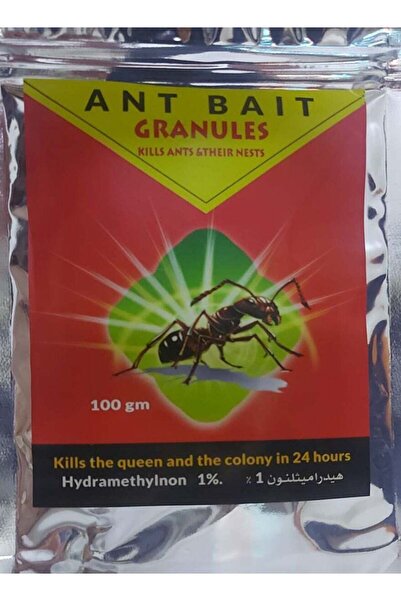 ANT BAIT
GRANULES
KILLS ANTS &THEIR NESTS
100 gm
Kills the queen and the colony in 24 hours
Hydramethylnon 1%. هيدراميثلنون 1 ٪